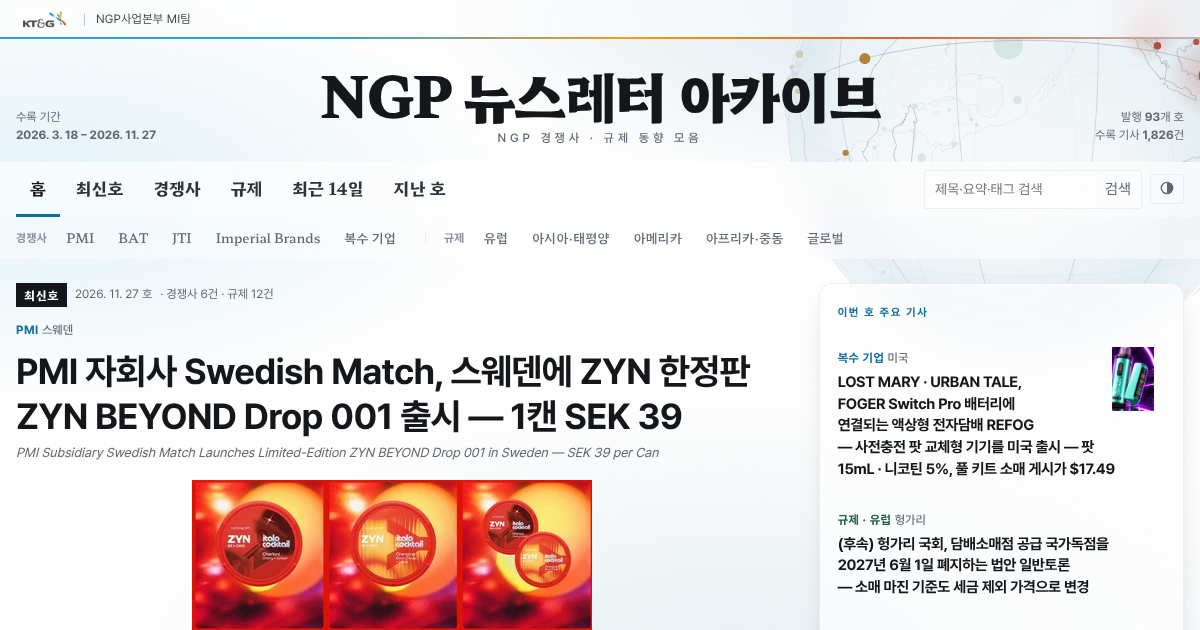 KT&G
NGP사업본부 MI팀
NGP 뉴스레터 아카이브
NGP 경쟁사 · 규제 동향 모음
수록 기간
2026. 3. 18 – 2026. 11. 27
발행 93개 호
수록 기사 1,826건
홈 최신호 경쟁사 규제 최근 14일 지난 호
제목·요약·태그 검색 검색
경쟁사 PMI BAT JTI Imperial Brands 복수 기업 규제 유럽 아시아·태평양 아메리카 아프리카·중동 글로벌
최신호 2026. 11. 27 호 · 경쟁사 6건 · 규제 12건
PMI 스웨덴
PMI 자회사 Swedish Match, 스웨덴에 ZYN 한정판
ZYN BEYOND Drop 001 출시 — 1캔 SEK 39
PMI Subsidiary Swedish Match Launches Limited-Edition ZYN BEYOND Drop 001 in Sweden — SEK 39 per Can
ZYN
italo
cocktail
ZYN
italo
cocktail
ZYN
italo
cocktail
ZYN
italo
cocktail
이번 호 주요 기사
복수 기업 미국
LOST MARY · URBAN TALE,
FOGER Switch Pro 배터리에
연결되는 액상형 전자담배 REFOG
— 사전충전 팟 교체형 기기를 미국 출시 — 팟
15mL · 니코틴 5%, 풀 키트 소매 게시가 $17.49
규제 · 유럽 헝가리
(후속) 헝가리 국회, 담배소매점 공급 국가독점을
2027년 6월 1일 폐지하는 법안 일반토론
— 소매 마진 기준도 세금 제외 가격으로 변경